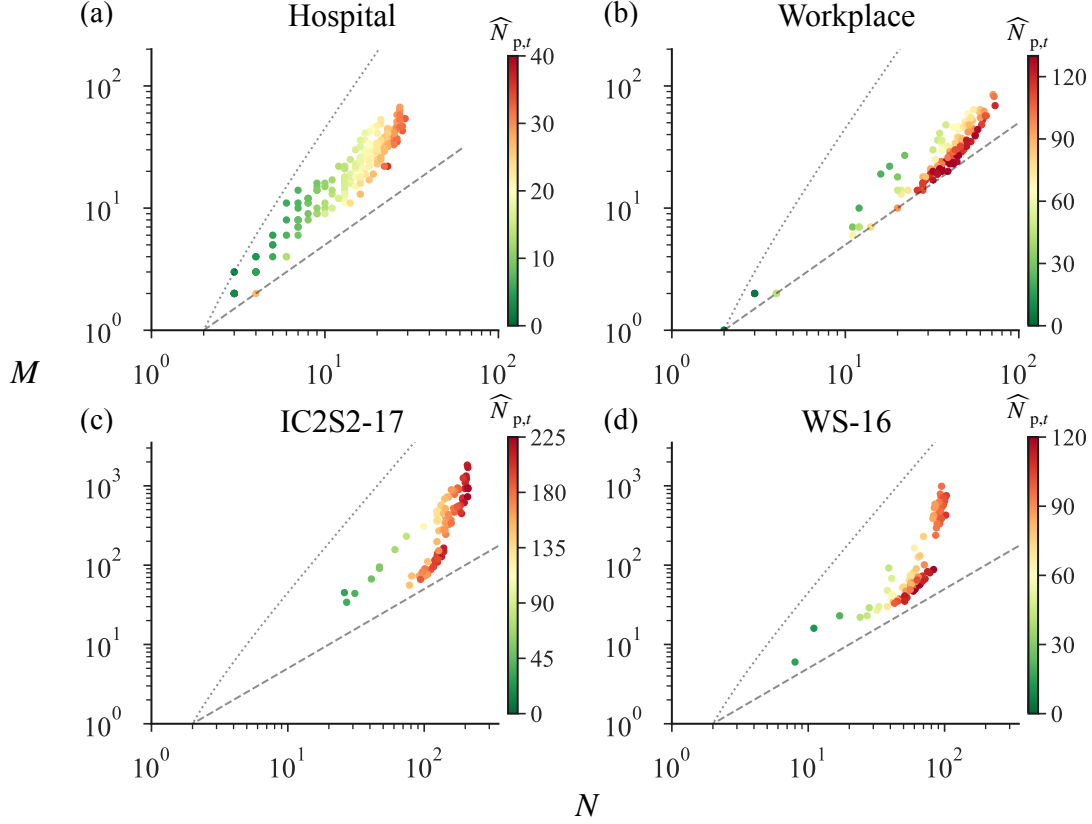 (a) Hospital N̂p,t
10² 10¹ 10⁰
40 30 20 10 0
10⁰ 10¹ 10²
(b) Workplace N̂p,t
10² 10¹ 10⁰
120 90 60 30 0
10⁰ 10¹ 10²
M
(c) IC2S2-17 N̂p,t
10³ 10² 10¹ 10⁰
225 180 135 90 45 0
10⁰ 10¹ 10²
(d) WS-16 N̂p,t
10³ 10² 10¹ 10⁰
120 90 60 30 0
10⁰ 10¹ 10²
N